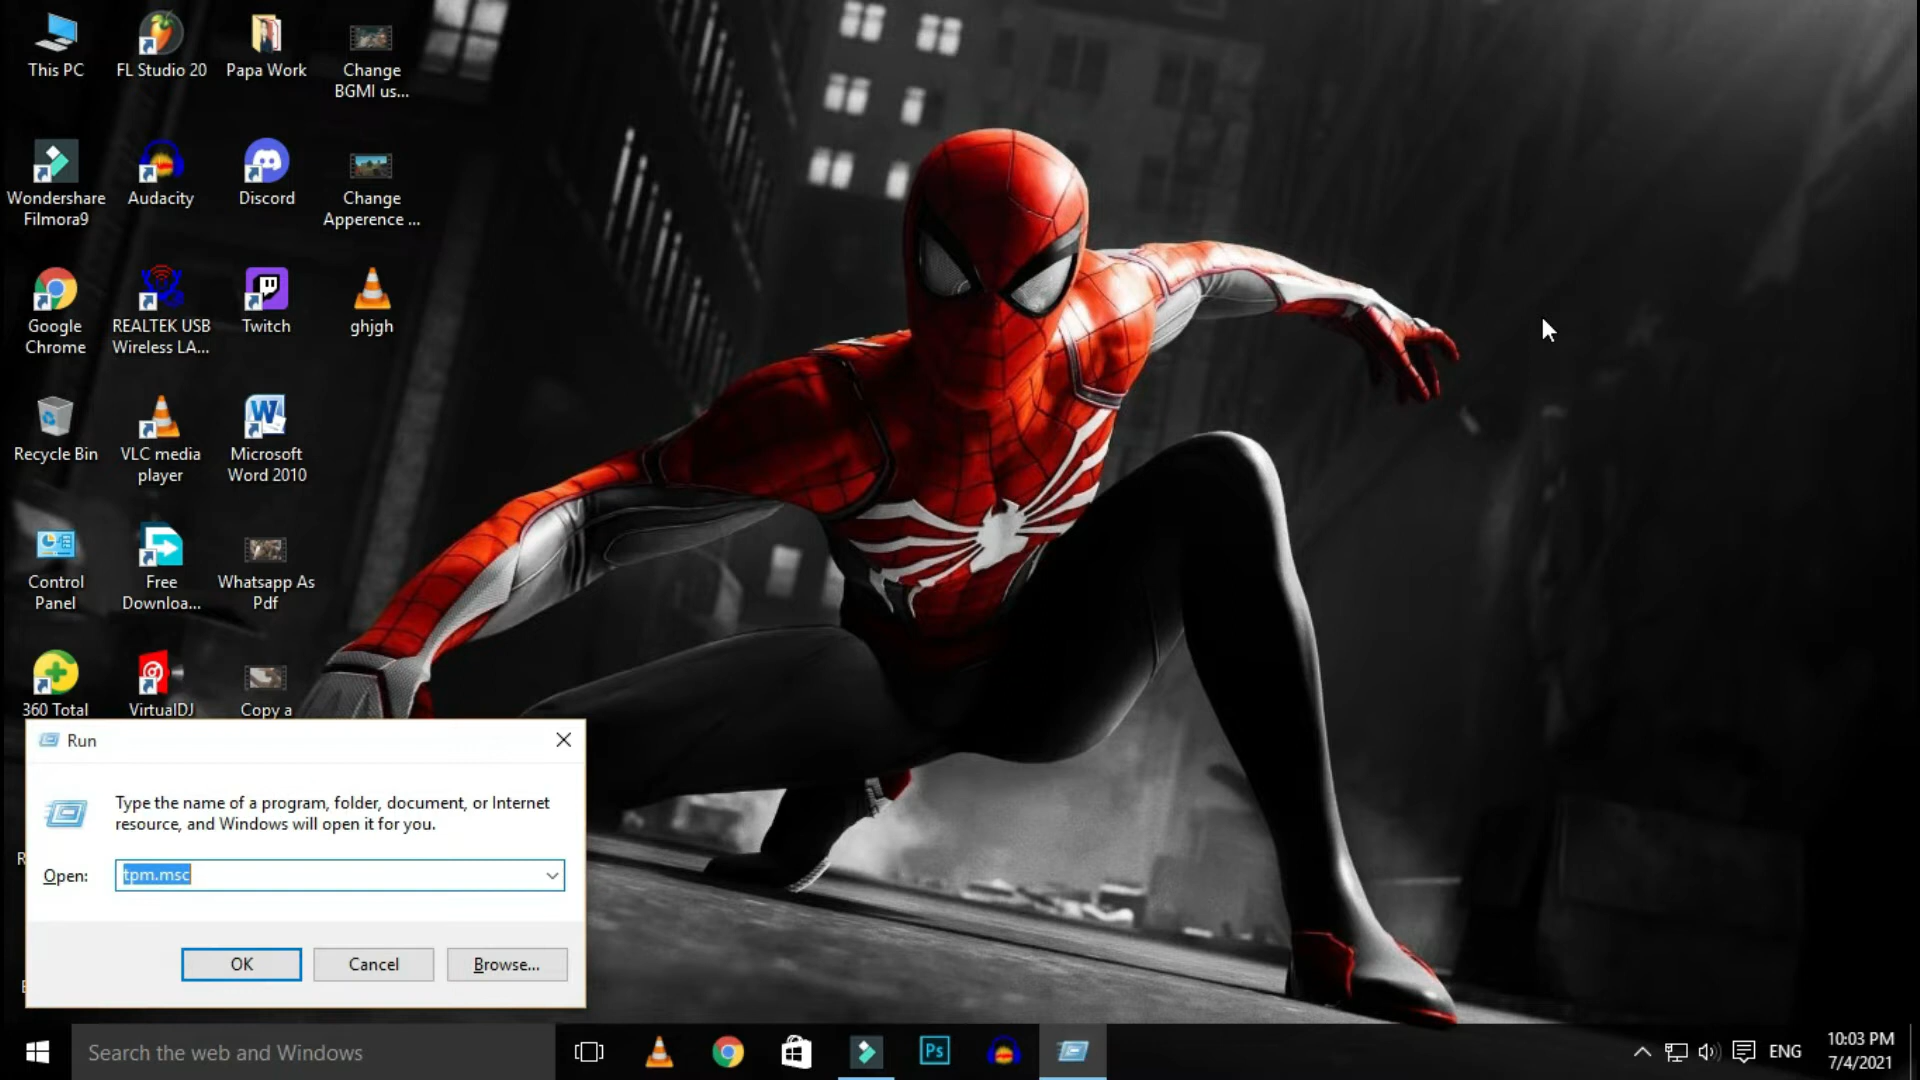 This PC
FL Studio 20
Papa Work
Change
BGMI us...
Wondershare
Filmora9
Audacity
Discord
Change
Apperence ...
Google
Chrome
REALTEK USB
Wireless LA...
Twitch
ghjgh
Recycle Bin
VLC media
player
Microsoft
Word 2010
Control
Panel
Free
Downloa...
Whatsapp As
Pdf
360 Total
VirtualDJ
Copy a
Run
Type the name of a program, folder, document, or Internet
resource, and Windows will open it for you.
Open:
tpm.msc
OK
Cancel
Browse...
Search the web and Windows
Ps
ENG
10:03 PM
7/4/2021